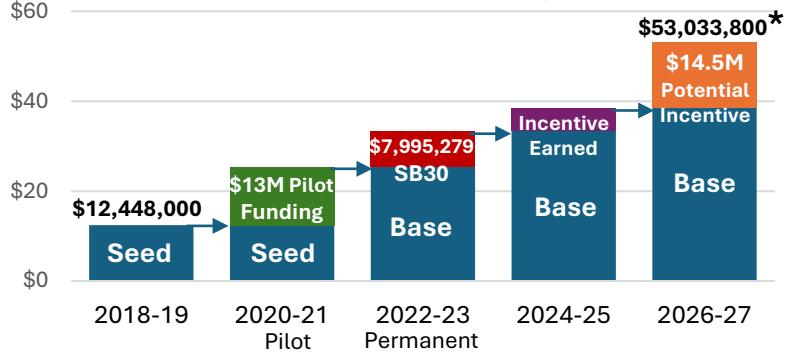 $60
$53,033,800*
$14.5M
Potential
Incentive
$40
Incentive
Earned
$7,995,279
SB30
$13M Pilot
Funding
Base
Base
Base
$20
$12,448,000
Seed
Seed
$0
2018-19
2020-21
Pilot
2022-23
Permanent
2024-25
2026-27